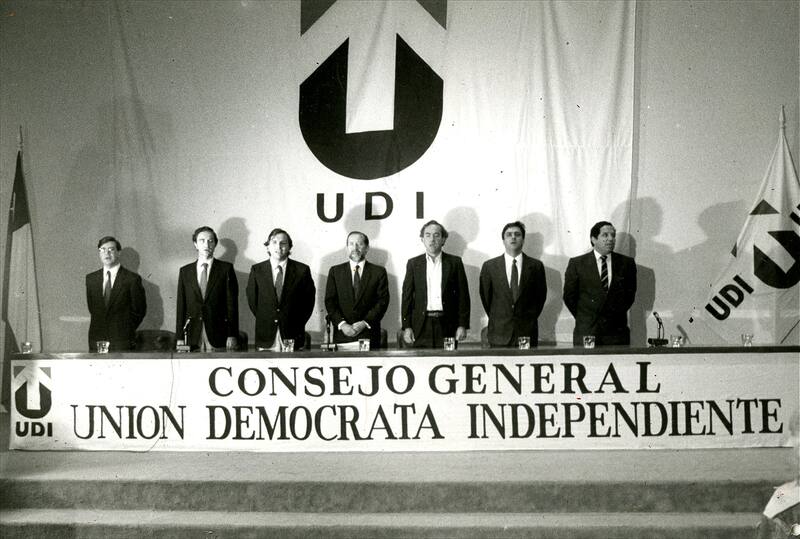 UDI
UDI
CONSEJO GENERAL
UNION DEMOCRATA INDEPENDIENTE
UDI